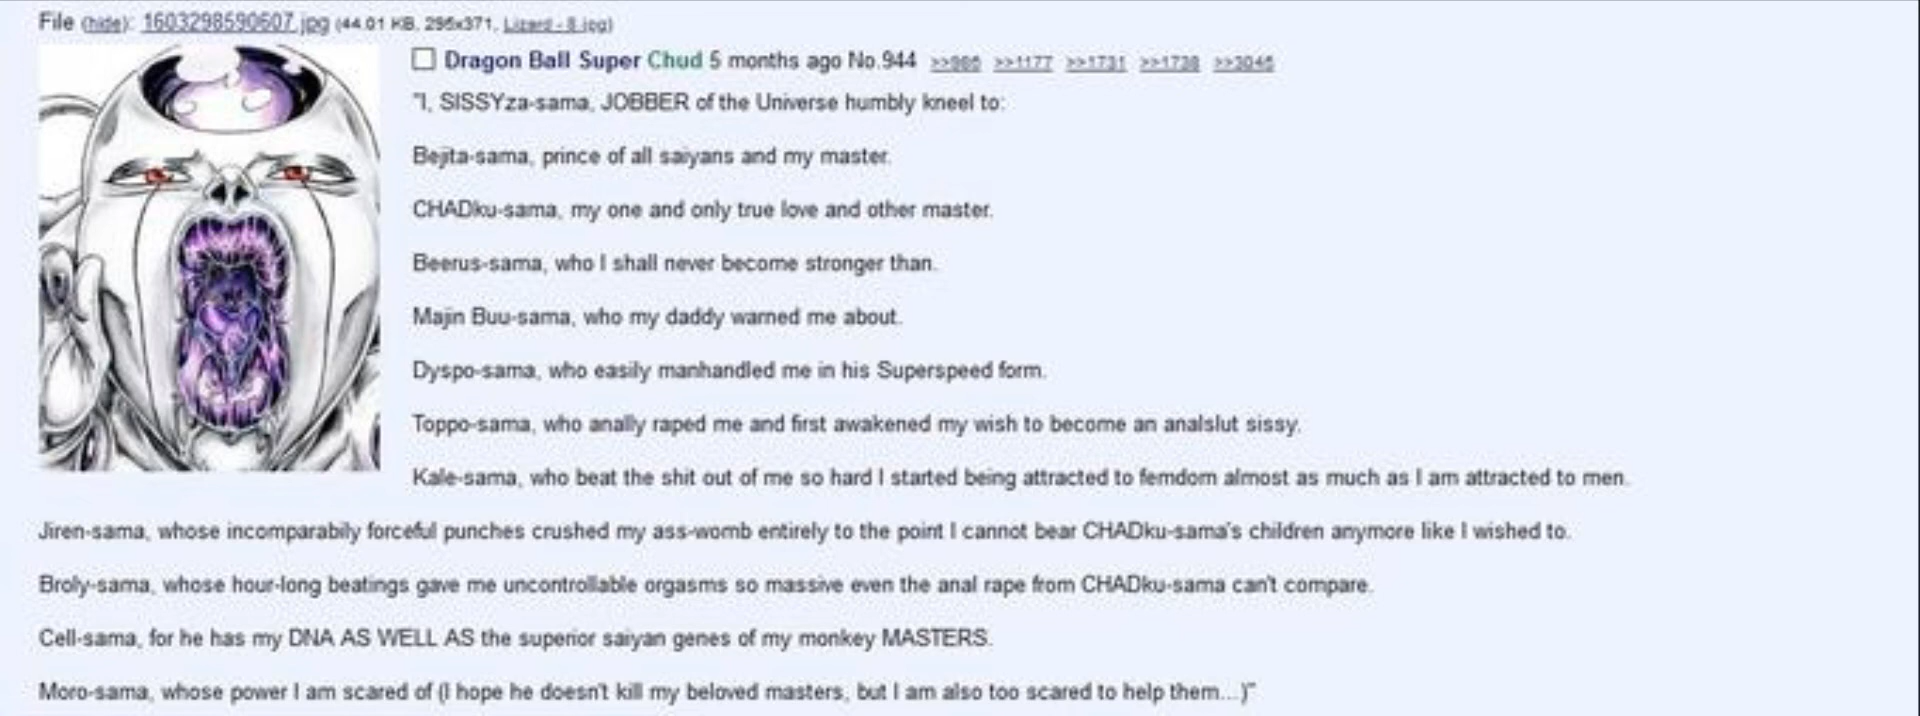 File (hide): 1603298590607.jpg (44.01 KB, 295x371, Lizard - 8.jpg)
Dragon Ball Super Chud 5 months ago No.944 >>1177 >>1731 >>1738
"I, SISSYza-sama, JOBBER of the Universe humbly kneel to:
Bejita-sama, prince of all saiyans and my master.
CHADku-sama, my one and only true love and other master.
Beerus-sama, who I shall never become stronger than.
Majin Buu-sama, who my daddy warned me about.
Dyspo-sama, who easily manhandled me in his Superspeed form.
Toppo-sama, who anally raped me and first awakened my wish to become an analslut sissy.
Kale-sama, who beat the shit out of me so hard I started being attracted to femdom almost as much as I am attracted to men.
Jiren-sama, whose incomparabily forceful punches crushed my ass-womb entirely to the point I cannot bear CHADku-sama's children anymore like I wished to.
Broly-sama, whose hour-long beatings gave me uncontrollable orgasms so massive even the anal rape from CHADku-sama can't compare.
Cell-sama, for he has my DNA AS WELL AS the superior saiyan genes of my monkey MASTERS.
Moro-sama, whose power I am scared of (I hope he doesn't kill my beloved masters, but I am also too scared to help them...)"